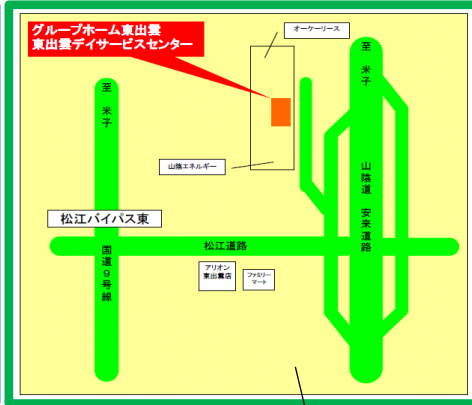 グループホーム東出雲
東出雲デイサービスセンター
オーケーリース
至 米子
至 米子
山陰エネルギー
山陰道 安来道路
松江バイパス東
松江道路
国道9号線
アリオン
東出雲店
ファミリー
マート